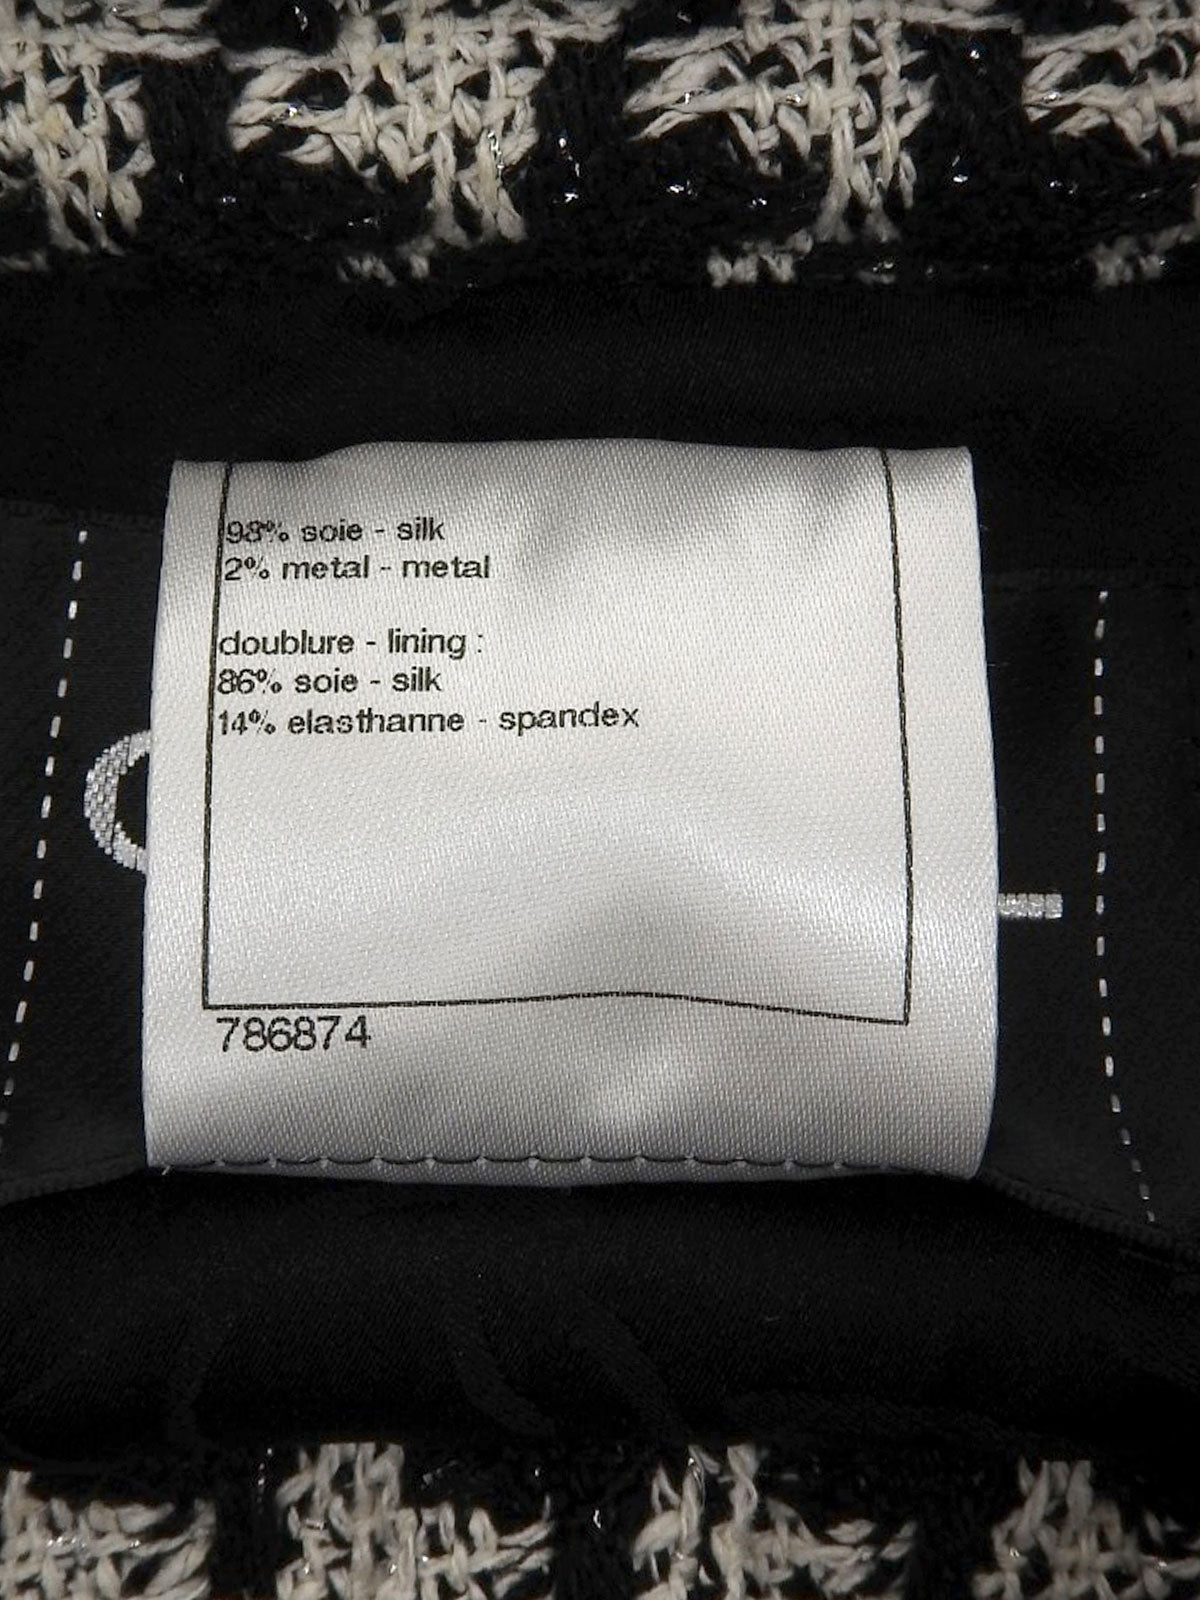 98% soie - silk
2% metal - metal
doublure - lining :
86% soie - silk
14% elasthanne - spandex
786874